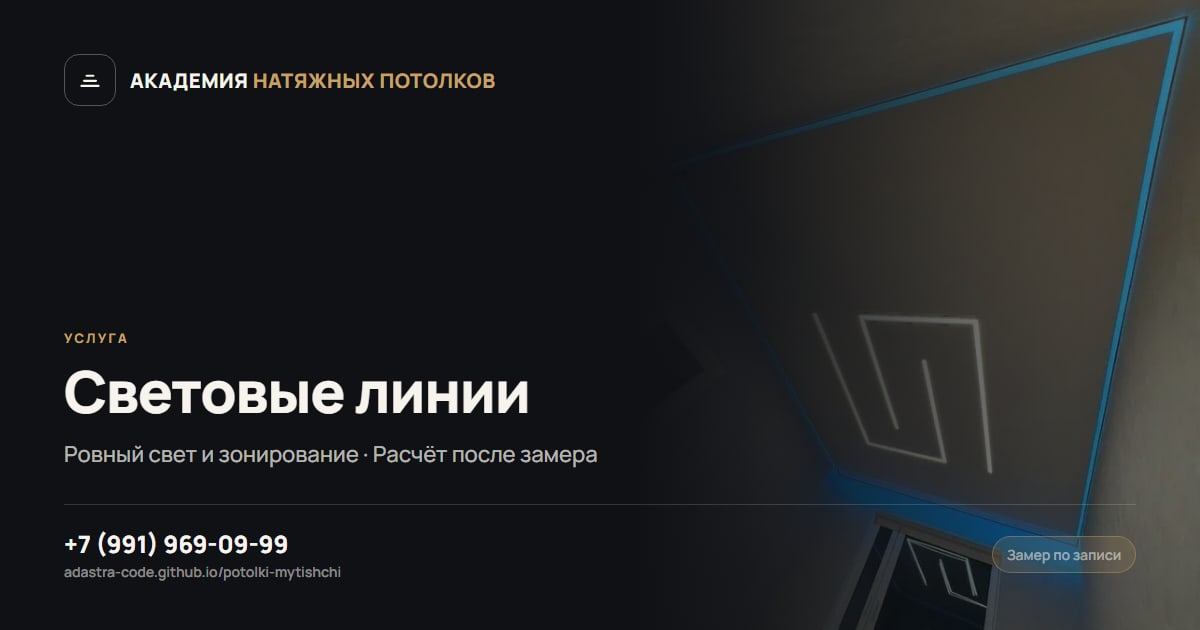 АКАДЕМИЯ НАТЯЖНЫХ ПОТОЛКОВ
УСЛУГА
Световые линии
Ровный свет и зонирование · Расчёт после замера
+7 (991) 969-09-99
adastra-code.github.io/potolki-mytishchi
Замер по записи